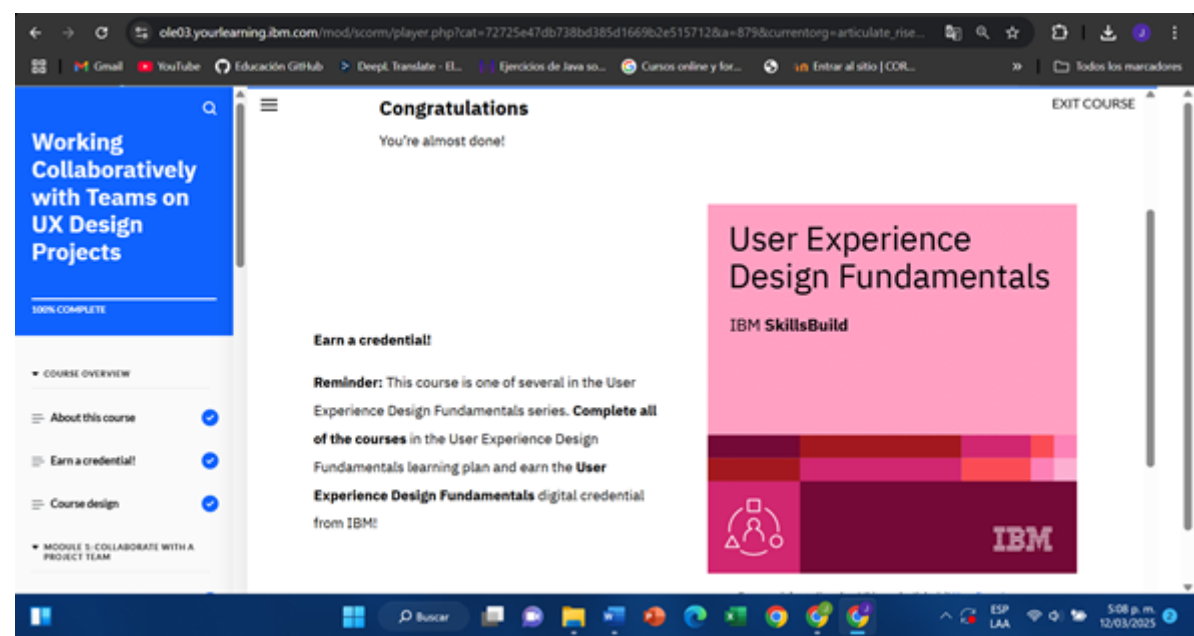 ole03.yourlearning.ibm.com/mod/scorm/player.php?cat=72725e47db738bd385d1669b2e515712&a=879&currentorg=articulate_rise...
Gmail
YouTube
Educación GitHub
DeepL Translate - El...
Ejercicios de Java so...
Cursos online y for...
Entrar al sitio | COR...
»
Todos los marcadores
Working
Collaboratively
with Teams on
UX Design
Projects
100% COMPLETE
COURSE OVERVIEW
About this course
Earn a credential!
Course design
MODULE 1: COLLABORATE WITH A
PROJECT TEAM
Congratulations
You're almost done!
EXIT COURSE
Earn a credential!
Reminder: This course is one of several in the User
Experience Design Fundamentals series. Complete all
of the courses in the User Experience Design
Fundamentals learning plan and earn the User
Experience Design Fundamentals digital credential
from IBM!
User Experience
Design Fundamentals
IBM SkillsBuild
IBM
Buscar
ESP
LAA
5:08 p. m.
12/03/2025